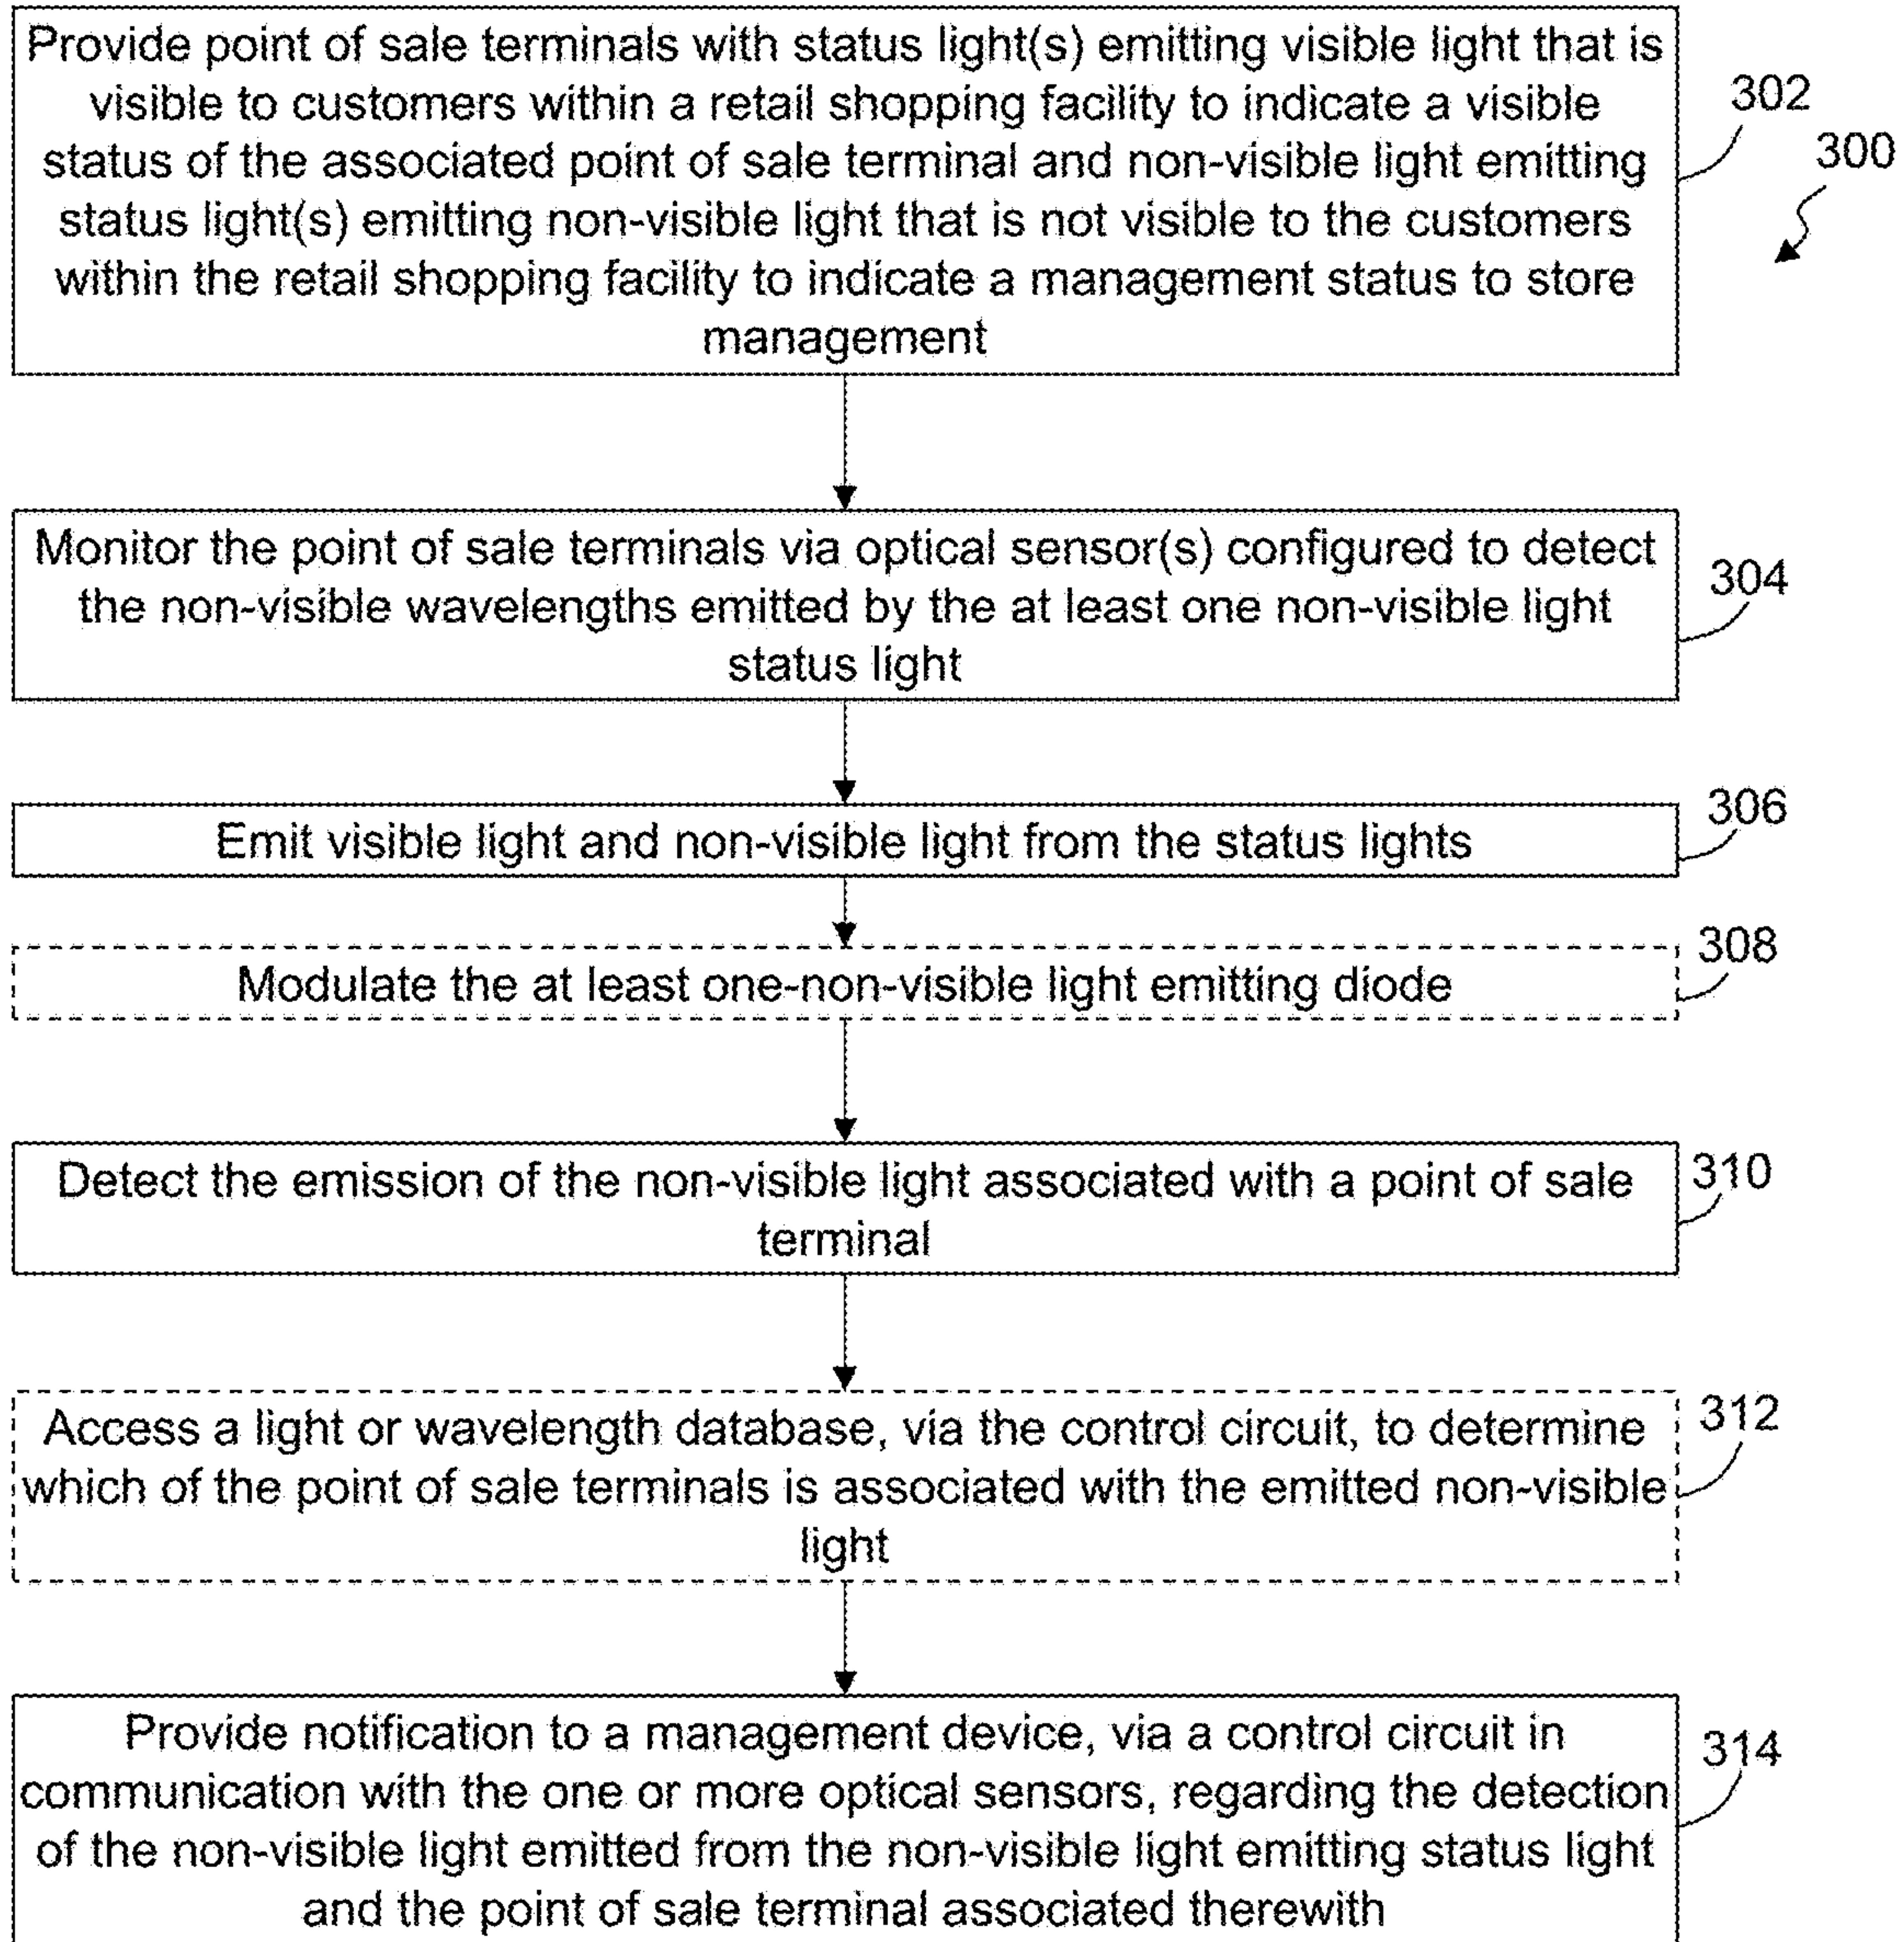 Provide point of sale terminals with status light(s) emitting visible light that is
visible to customers within a retail shopping facility to indicate a visible
status of the associated point of sale terminal and non-visible light emitting
status light(s) emitting non-visible light that is not visible to the customers
within the retail shopping facility to indicate a management status to store
management
302
300
Monitor the point of sale terminals via optical sensor(s) configured to detect
the non-visible wavelengths emitted by the at least one non-visible light
status light
304
Emit visible light and non-visible light from the status lights
306
Modulate the at least one-non-visible light emitting diode
308
Detect the emission of the non-visible light associated with a point of sale
terminal
310
Access a light or wavelength database, via the control circuit, to determine
which of the point of sale terminals is associated with the emitted non-visible
light
312
Provide notification to a management device, via a control circuit in
communication with the one or more optical sensors, regarding the detection
of the non-visible light emitted from the non-visible light emitting status light
and the point of sale terminal associated therewith
314